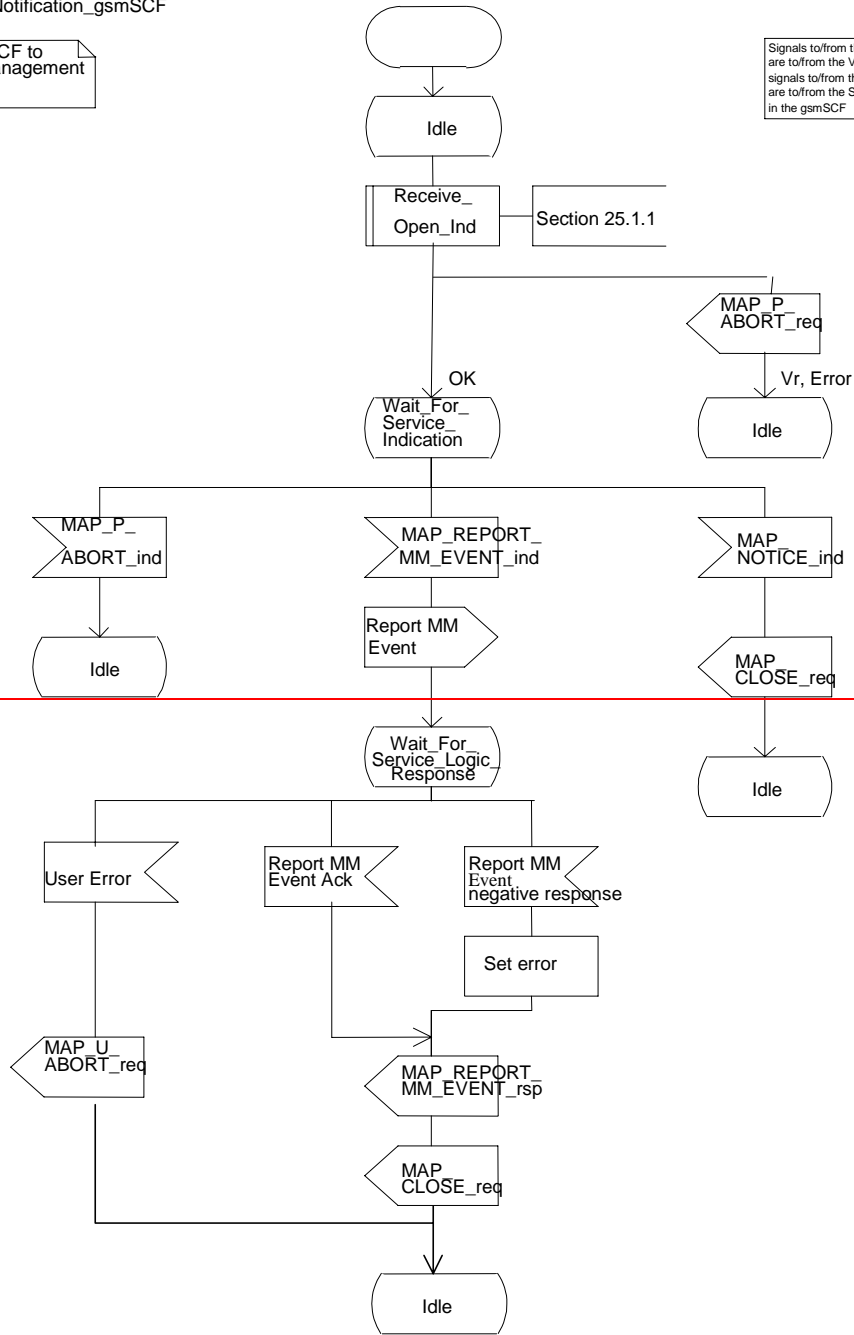 Notification_gsmSCF
CF to
nagement
Signals to/from t
are to/from the V
signals to/from th
are to/from the S
in the gsmSCF
Idle
Receive_
Open_Ind
Section 25.1.1
MAP_P_
ABORT_req
OK
Vr, Error
Wait_For_
Service_
Indication
Idle
MAP_P_
ABORT_ind
MAP_REPORT_
MM_EVENT_ind
MAP_
NOTICE_ind
Report MM
Event
Idle
MAP_
CLOSE_req
Wait_For_
Service_Logic_
Response
Idle
User Error
Report MM
Event Ack
Report MM
Event
negative response
Set error
MAP_U_
ABORT_req
MAP_REPORT_
MM_EVENT_rsp
MAP_
CLOSE_req
Idle